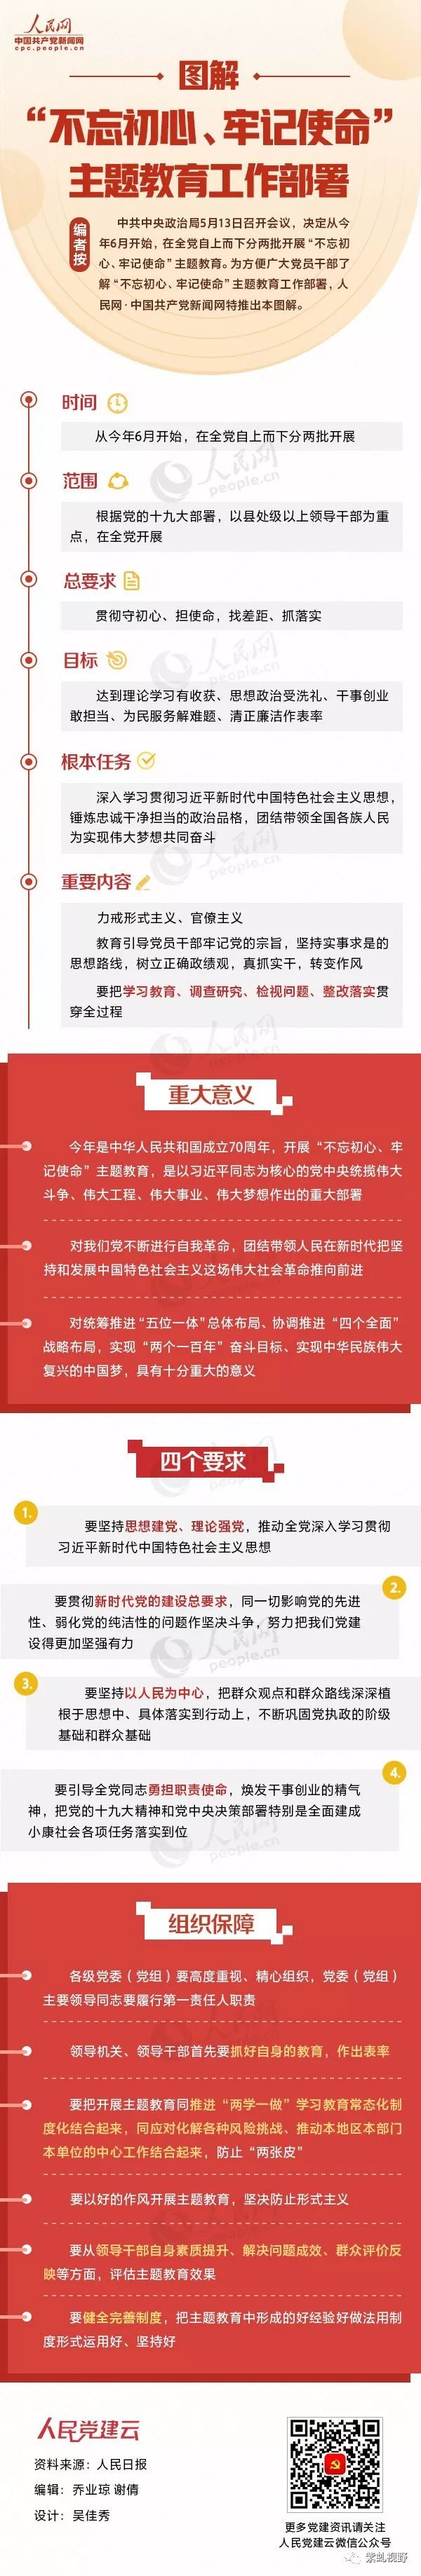 人民网
中国共产党新闻网
cpc.people.com.cn
图解
“不忘初心、牢记使命”
主题教育工作部署
编者按
中共中央政治局5月13日召开会议，决定从今
年6月开始，在全党自上而下分两批开展“不忘初
心、牢记使命”主题教育。为方便广大党员干部了
解“不忘初心、牢记使命”主题教育工作部署，人
民网·中国共产党新闻网特推出本图解。
时间
从今年6月开始，在全党自上而下分两批开展
人民网
people.cn
范围
根据党的十九大部署，以县处级以上领导干部为重
点，在全党开展
总要求
贯彻守初心、担使命，找差距、抓落实
人民网
people.cn
目标
达到理论学习有收获、思想政治受洗礼、干事创业
敢担当、为民服务解难题、清正廉洁作表率
根本任务
深入学习贯彻习近平新时代中国特色社会主义思想，
锤炼忠诚干净担当的政治品格，团结带领全国各族人民
为实现伟大梦想共同奋斗
人民网
people.cn
重要内容
力戒形式主义、官僚主义
教育引导党员干部牢记党的宗旨，坚持实事求是的
思想路线，树立正确政绩观，真抓实干，转变作风
要把学习教育、调查研究、检视问题、整改落实贯
穿全过程
人民网
people.cn
重大意义
今年是中华人民共和国成立70周年，开展“不忘初心、牢
记使命”主题教育，是以习近平同志为核心的党中央统揽伟大
斗争、伟大工程、伟大事业、伟大梦想作出的重大部署
对我们党不断进行自我革命，团结带领人民在新时代把坚
持和发展中国特色社会主义这场伟大社会革命推向前进
对统筹推进“五位一体”总体布局、协调推进“四个全面”
战略布局，实现“两个一百年”奋斗目标、实现中华民族伟大
复兴的中国梦，具有十分重大的意义
人民网
people.cn
四个要求
1.
要坚持思想建党、理论强党，推动全党深入学习贯彻
习近平新时代中国特色社会主义思想
2.
要贯彻新时代党的建设总要求，同一切影响党的先进
性、弱化党的纯洁性的问题作坚决斗争，努力把我们党建
设得更加坚强有力
人民网
people.cn
3.
要坚持以人民为中心，把群众观点和群众路线深深植
根于思想中、具体落实到行动上，不断巩固党执政的阶级
基础和群众基础
4.
要引导全党同志勇担职责使命，焕发干事创业的精气
神，把党的十九大精神和党中央决策部署特别是全面建成
小康社会各项任务落实到位
人民网
people.cn
组织保障
各级党委（党组）要高度重视、精心组织，党委（党组）
主要领导同志要履行第一责任人职责
领导机关、领导干部首先要抓好自身的教育，作出表率
要把开展主题教育同推进“两学一做”学习教育常态化制
度化结合起来，同应对化解各种风险挑战、推动本地区本部门
本单位的中心工作结合起来，防止“两张皮”
要以好的作风开展主题教育，坚决防止形式主义
要从领导干部自身素质提升、解决问题成效、群众评价反
映等方面，评估主题教育效果
要健全完善制度，把主题教育中形成的好经验好做法用制
度形式运用好、坚持好
人民党建云
资料来源：人民日报
编辑：乔业琼 谢倩
设计：吴佳秀
更多党建资讯请关注
人民党建云微信公众号
紫虬视野